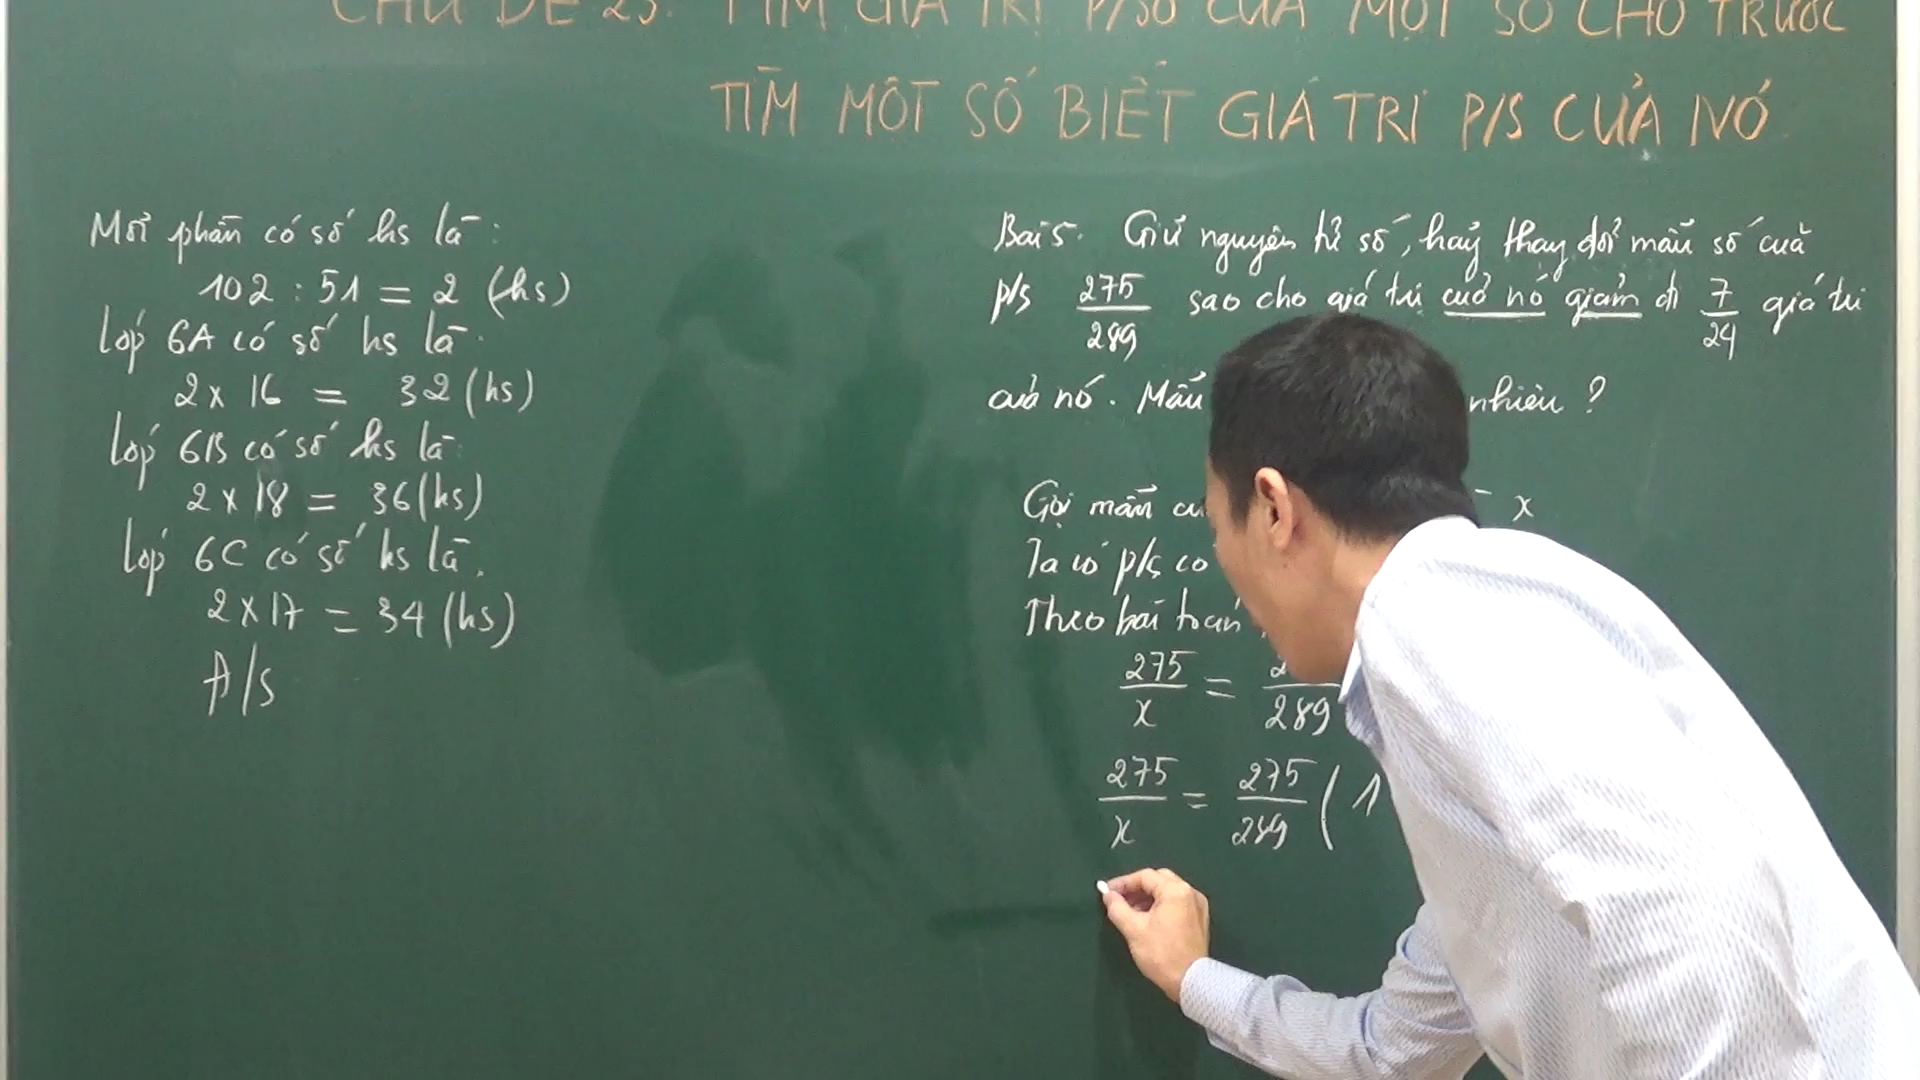 CHỦ ĐỀ 25. TÌM GIÁ TRỊ P/SỐ CỦA MỘT SỐ CHO TRƯỚC
TÌM MỘT SỐ BIẾT GIÁ TRỊ P/S CỦA NÓ
Mỗi phần có số hs là:
102 : 51 = 2 (hs)
Lớp 6A có số hs là:
2 x 16 = 32 (hs)
Lớp 6B có số hs là:
2 x 18 = 36 (hs)
Lớp 6C có số hs là.
2 x 17 = 34 (hs)
Đ/S
Bài 5. Giữ nguyên tử số, hãy thay đổi mẫu số của
p/s 275/289 sao cho giá trị của nó giảm đi 7/24 giá trị
của nó. Mẫu nhiêu ?
Gọi mẫu x
Ta có p/s có
Theo bài toán
275/x = 289
275/x = 275/289 ( 1